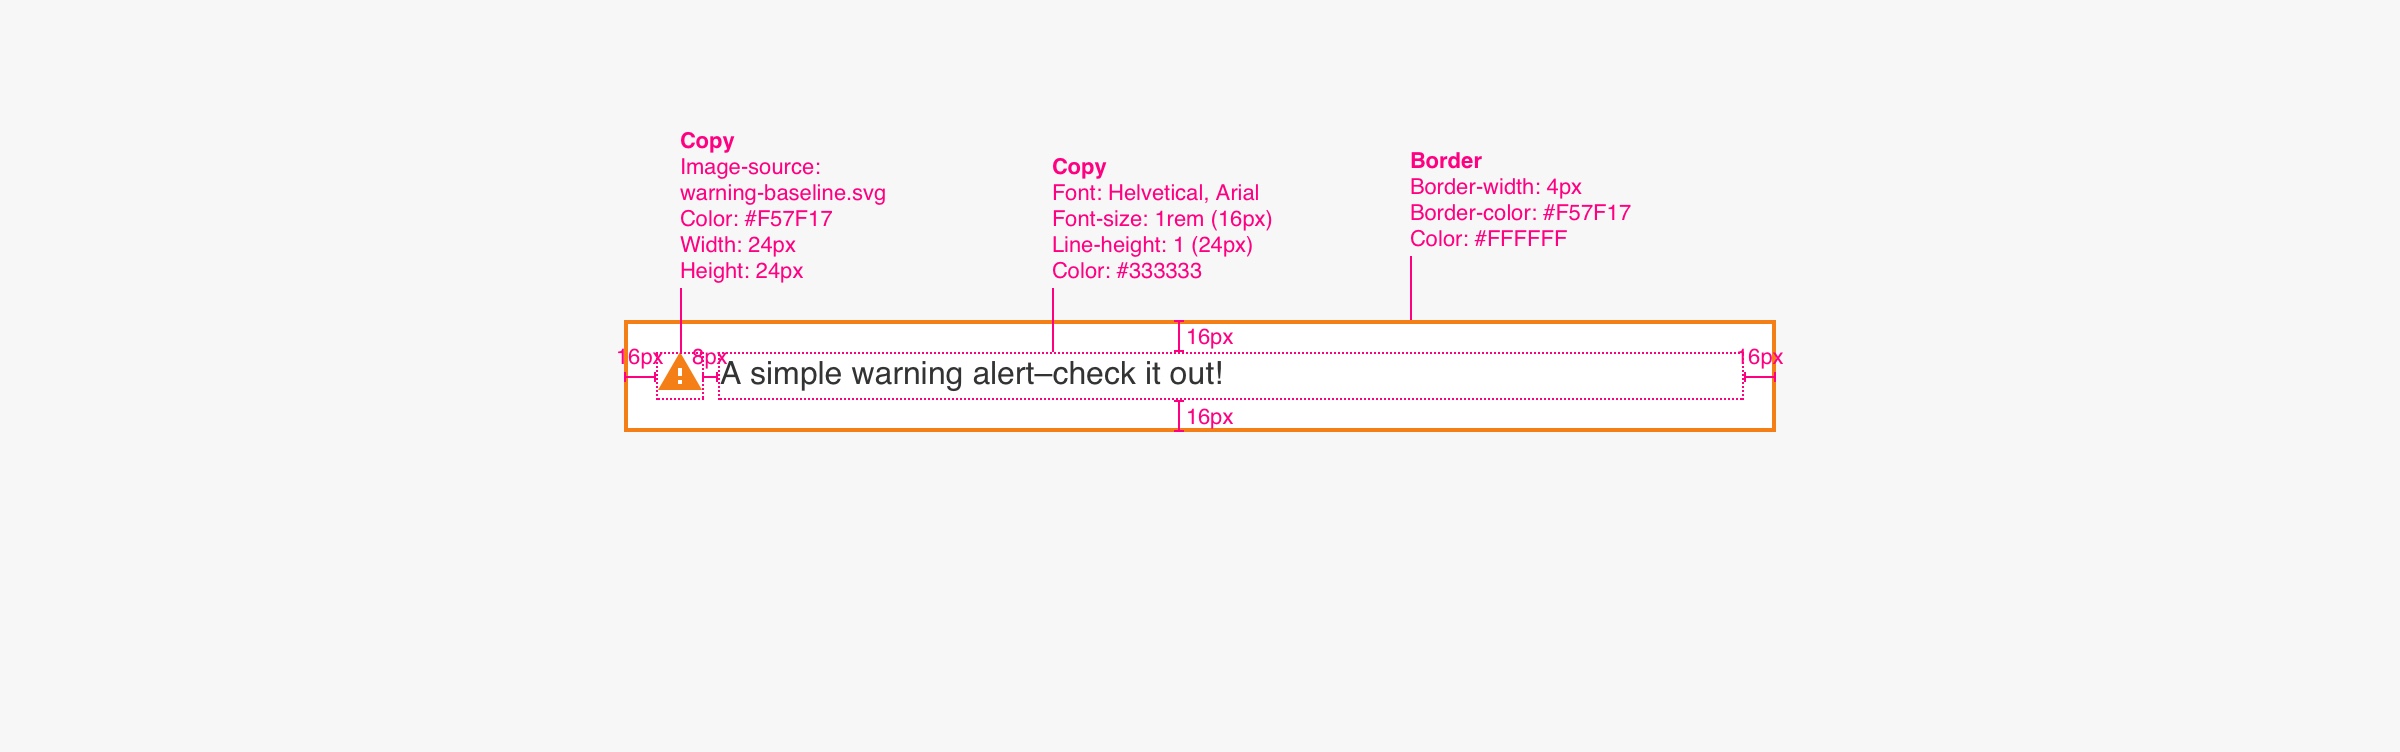 Copy
Image-source:
warning-baseline.svg
Color: #F57F17
Width: 24px
Height: 24px
Copy
Font: Helvetical, Arial
Font-size: 1rem (16px)
Line-height: 1 (24px)
Color: #333333
Border
Border-width: 4px
Border-color: #F57F17
Color: #FFFFFF
16px
16px
8px
16px
A simple warning alert–check it out!
16px